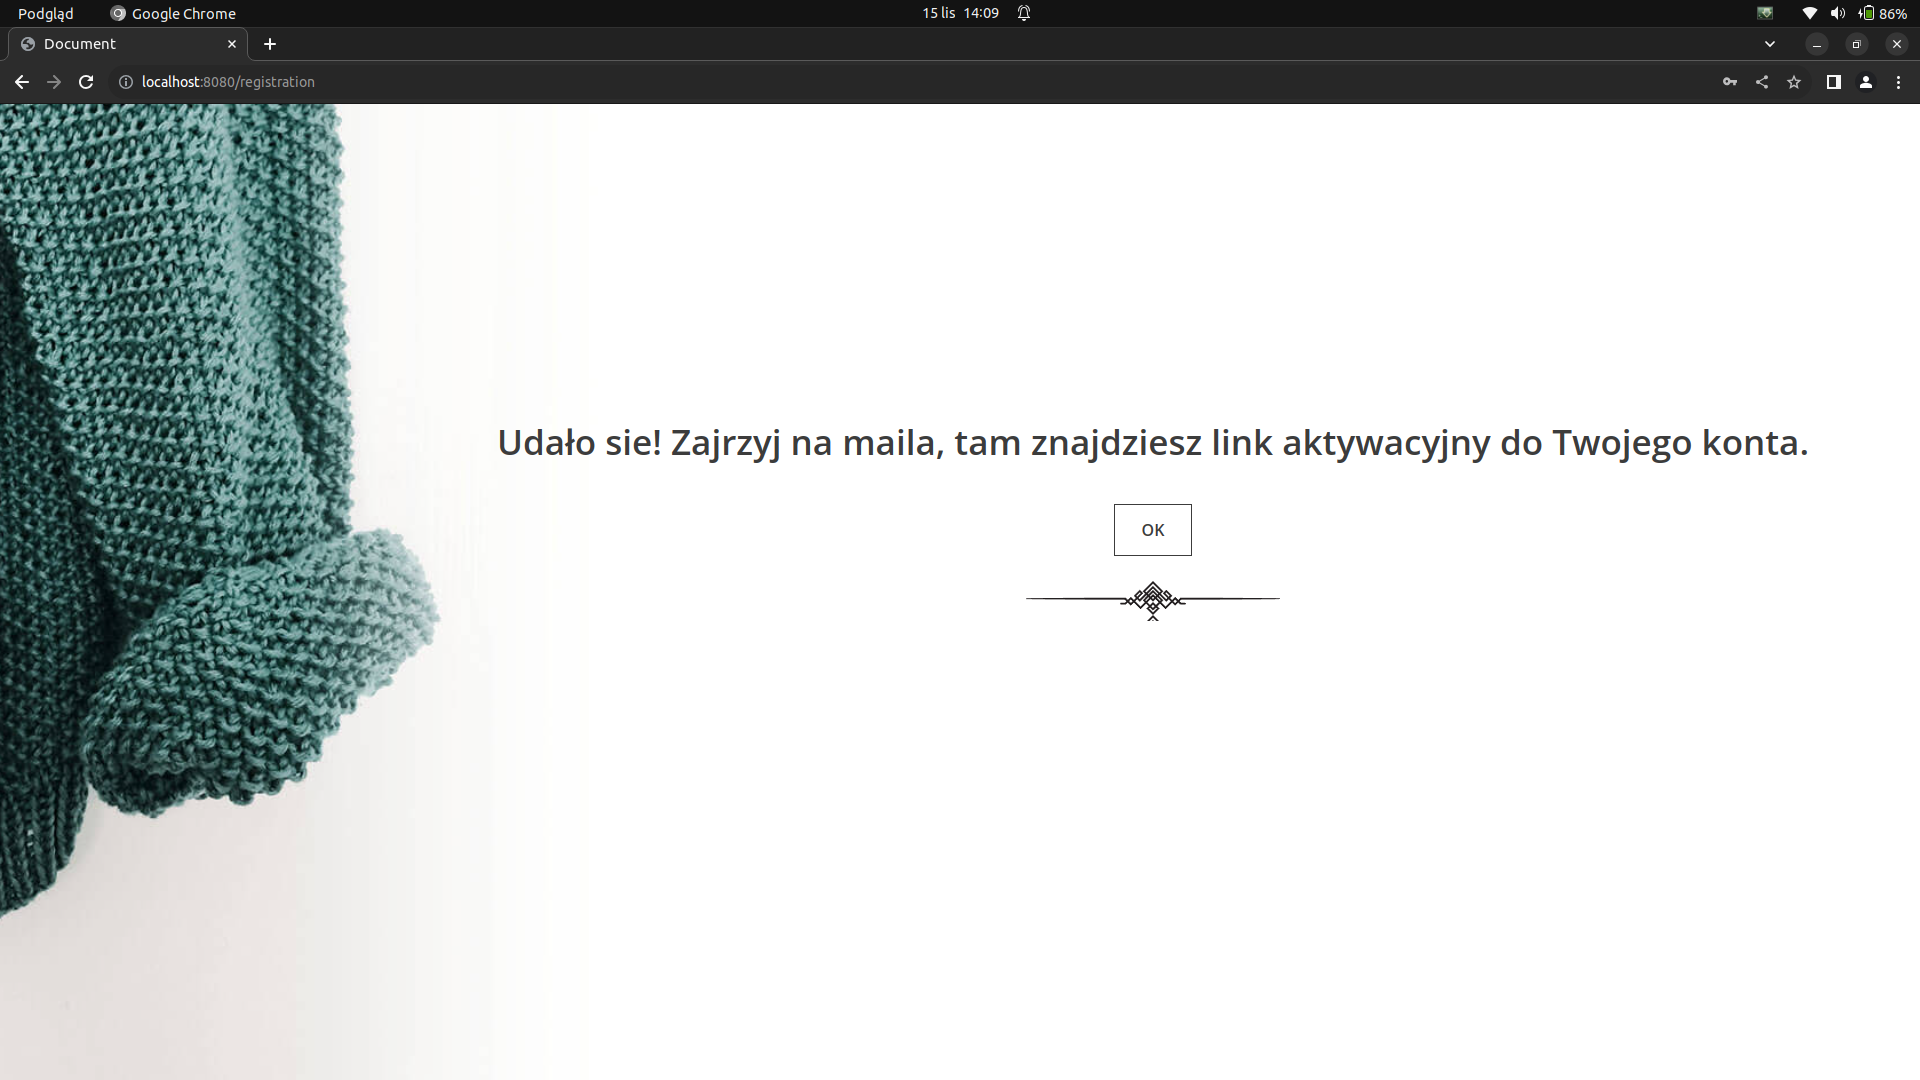 Podgląd
Google Chrome
15 lis 14:09
86%
Document
localhost:8080/registration
Udało sie! Zajrzyj na maila, tam znajdziesz link aktywacyjny do Twojego konta.
OK